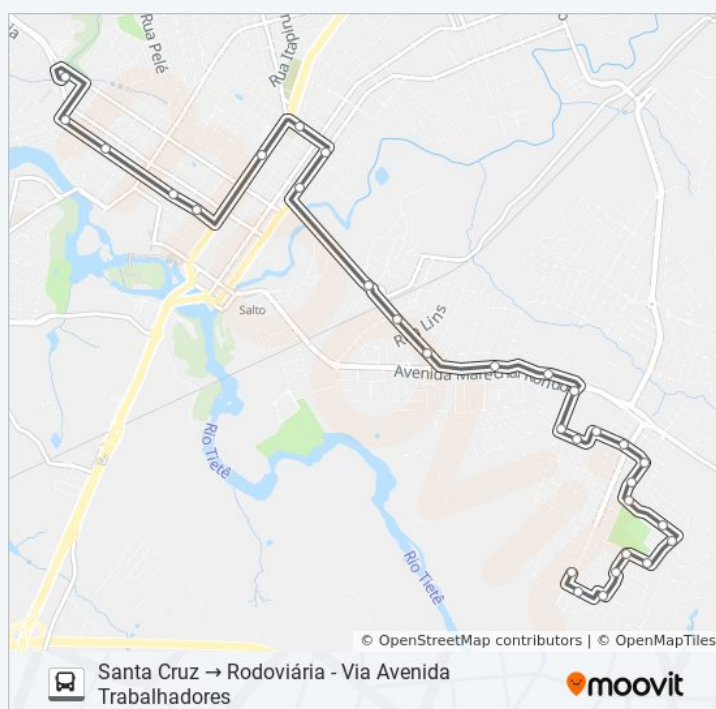 Rua Pelé
Rua Itapiru
Salto
Rua Lins
Avenida Marechal Rondon
Rio Tietê
Rio Tietê
© OpenStreetMap contributors | © OpenMapTiles
Santa Cruz → Rodoviária - Via Avenida
Trabalhadores
moovit